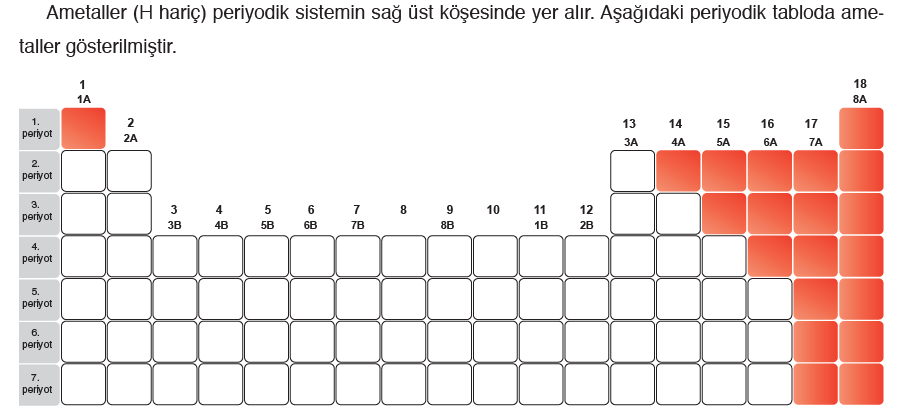 Ametaller (H hariç) periyodik sistemin sağ üst köşesinde yer alır. Aşağıdaki periyodik tabloda ame-
taller gösterilmiştir.
1
1A
18
8A
1.
periyot
2
2A
13
3A
14
4A
15
5A
16
6A
17
7A
2.
periyot
3.
periyot
3
3B
4
4B
5
5B
6
6B
7
7B
8
9
8B
10
11
1B
12
2B
4.
periyot
5.
periyot
6.
periyot
7.
periyot